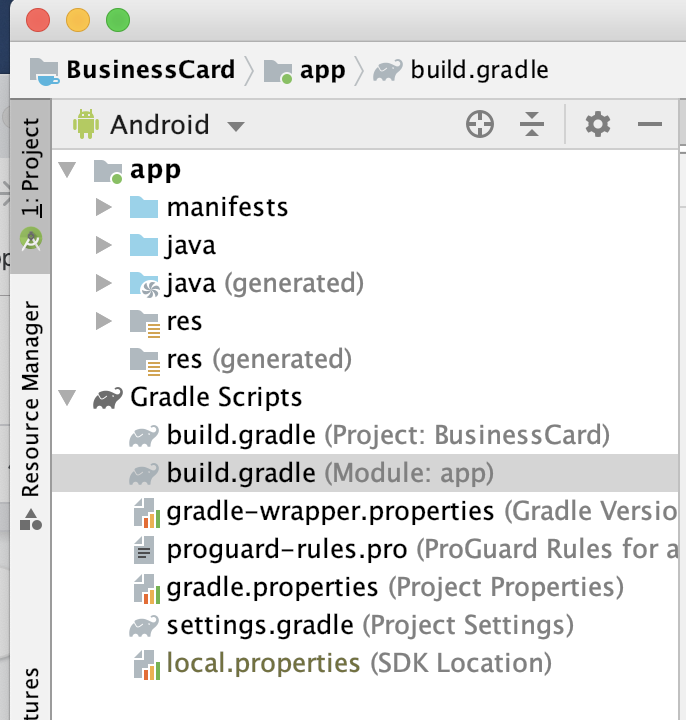 BusinessCard app build.gradle
Android
1: Project
app
manifests
java
java (generated)
res
res (generated)
Resource Manager
Gradle Scripts
build.gradle (Project: BusinessCard)
build.gradle (Module: app)
gradle-wrapper.properties (Gradle Versio
proguard-rules.pro (ProGuard Rules for a
gradle.properties (Project Properties)
settings.gradle (Project Settings)
local.properties (SDK Location)